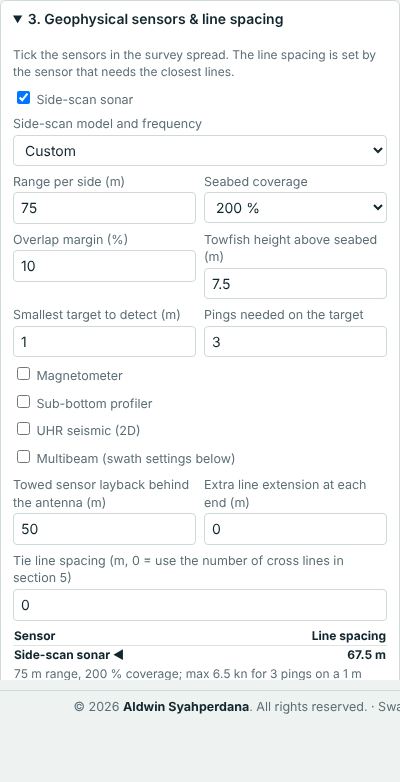 ▼ 3. Geophysical sensors & line spacing
Tick the sensors in the survey spread. The line spacing is set by
the sensor that needs the closest lines.
Side-scan sonar
Side-scan model and frequency
Custom
Range per side (m)
75
Seabed coverage
200 %
Overlap margin (%)
10
Towfish height above seabed
(m)
7.5
Smallest target to detect (m)
1
Pings needed on the target
3
Magnetometer
Sub-bottom profiler
UHR seismic (2D)
Multibeam (swath settings below)
Towed sensor layback behind
the antenna (m)
50
Extra line extension at each
end (m)
0
Tie line spacing (m, 0 = use the number of cross lines in
section 5)
0
Sensor Line spacing
Side-scan sonar ◀ 67.5 m
75 m range, 200 % coverage; max 6.5 kn for 3 pings on a 1 m
© 2026 Aldwin Syahperdana. All rights reserved. · Swa